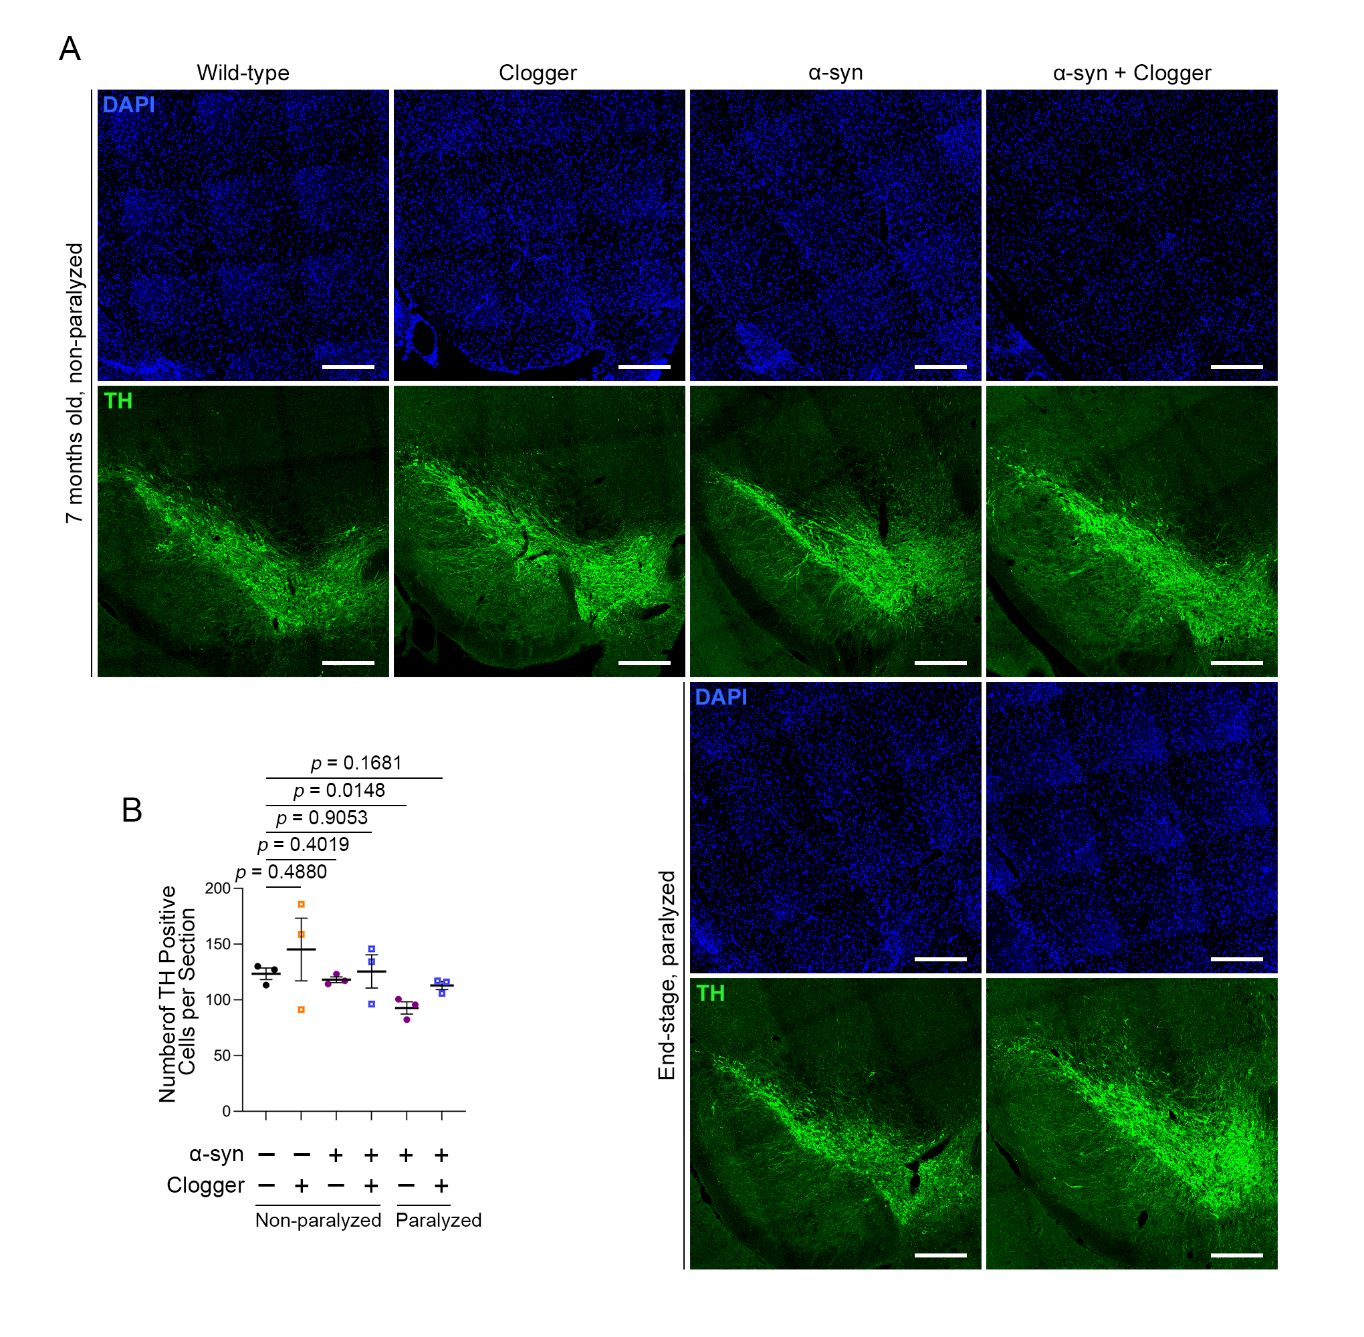 A
Wild-type
Clogger
α-syn
α-syn + Clogger
7 months old, non-paralyzed
DAPI
TH
DAPI
TH
End-stage, paralyzed
B
p = 0.1681
p = 0.0148
p = 0.9053
p = 0.4019
p = 0.4880
Numberof TH Positive
Cells per Section
200
150
100
50
0
α-syn − − + + + +
Clogger − + − + − +
Non-paralyzed Paralyzed